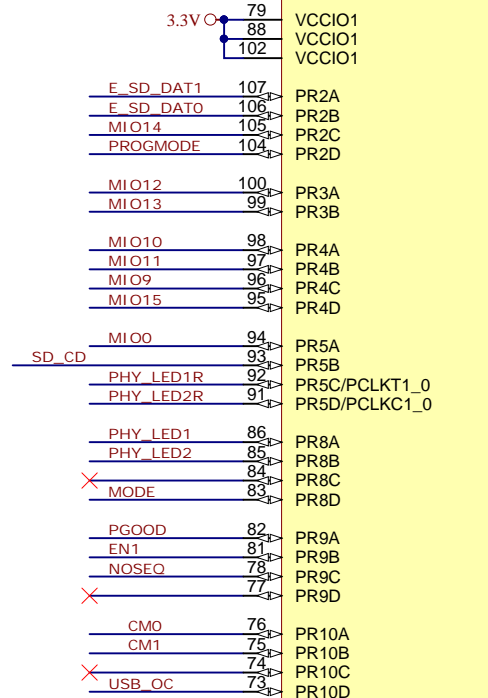 3.3V 79 VCCIO1
88 VCCIO1
102 VCCIO1
E_SD_DAT1 107 PR2A
E_SD_DAT0 106 PR2B
MIO14 105 PR2C
PROGMODE 104 PR2D
MIO12 100 PR3A
MIO13 99 PR3B
MIO10 98 PR4A
MIO11 97 PR4B
MIO9 96 PR4C
MIO15 95 PR4D
MIO0 94 PR5A
SD_CD 93 PR5B
PHY_LED1R 92 PR5C/PCLKT1_0
PHY_LED2R 91 PR5D/PCLKC1_0
PHY_LED1 86 PR8A
PHY_LED2 85 PR8B
84 PR8C
MODE 83 PR8D
PGOOD 82 PR9A
EN1 81 PR9B
NOSEQ 78 PR9C
77 PR9D
CM0 76 PR10A
CM1 75 PR10B
74 PR10C
USB_OC 73 PR10D